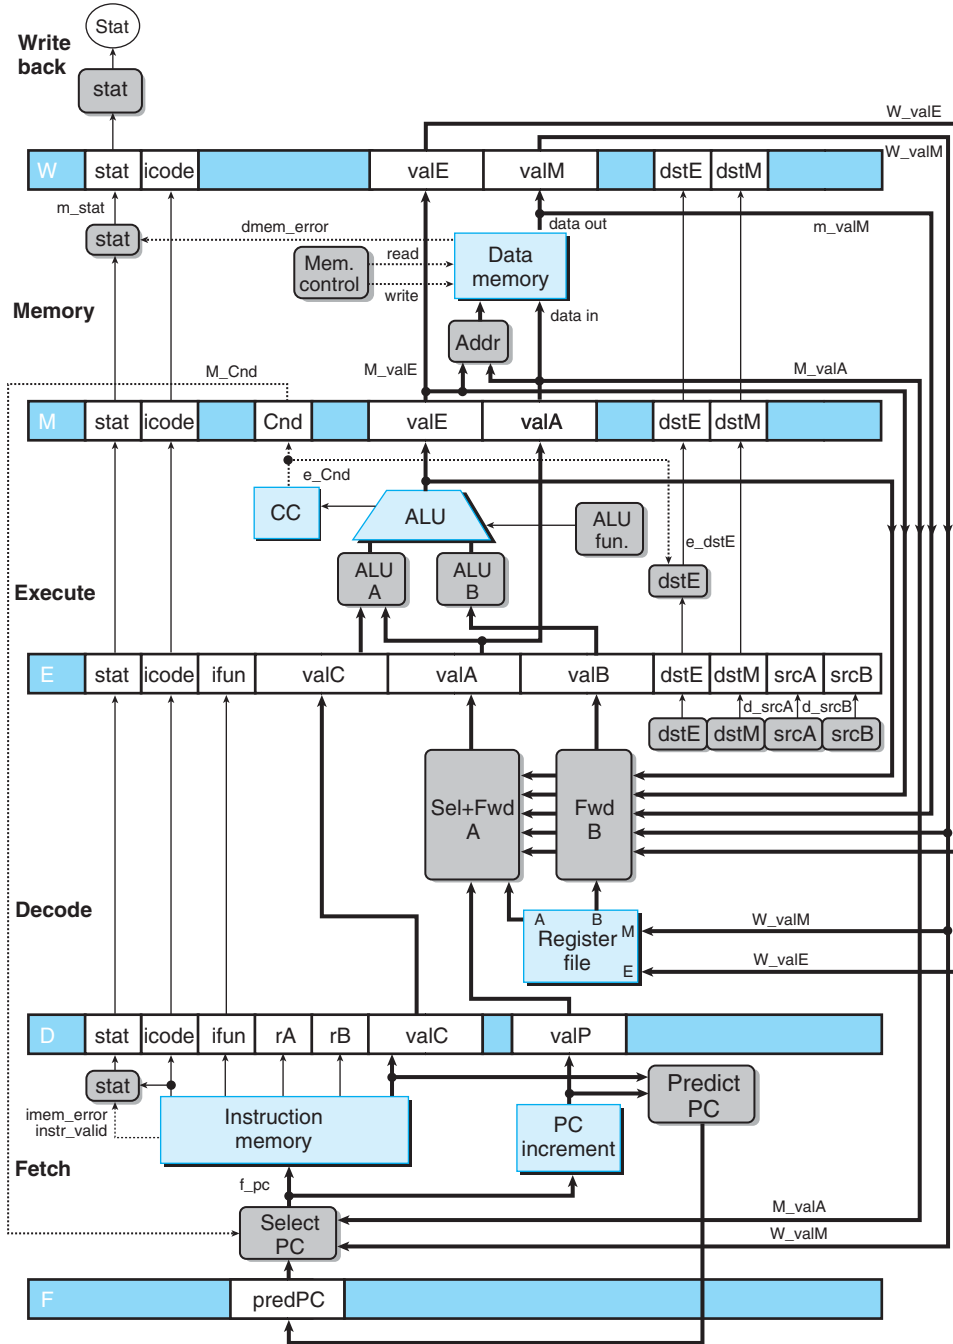 Stat
Write
back
stat
W_valE
W_valM
W
stat
icode
valE
valM
dstE
dstM
m_stat
stat
dmem_error
data out
m_valM
Mem.
control
read
write
Data
memory
Memory
data in
Addr
M_Cnd
M_valE
M_valA
M
stat
icode
Cnd
valE
valA
dstE
dstM
e_Cnd
CC
ALU
ALU
fun.
e_dstE
ALU
A
ALU
B
dstE
Execute
E
stat
icode
ifun
valC
valA
valB
dstE
dstM
srcA
srcB
d_srcA
d_srcB
dstE
dstM
srcA
srcB
Sel+Fwd
A
Fwd
B
Decode
A
B
M
E
Register
file
W_valM
W_valE
D
stat
icode
ifun
rA
rB
valC
valP
stat
imem_error
instr_valid
Instruction
memory
PC
increment
Predict
PC
Fetch
f_pc
Select
PC
M_valA
W_valM
F
predPC